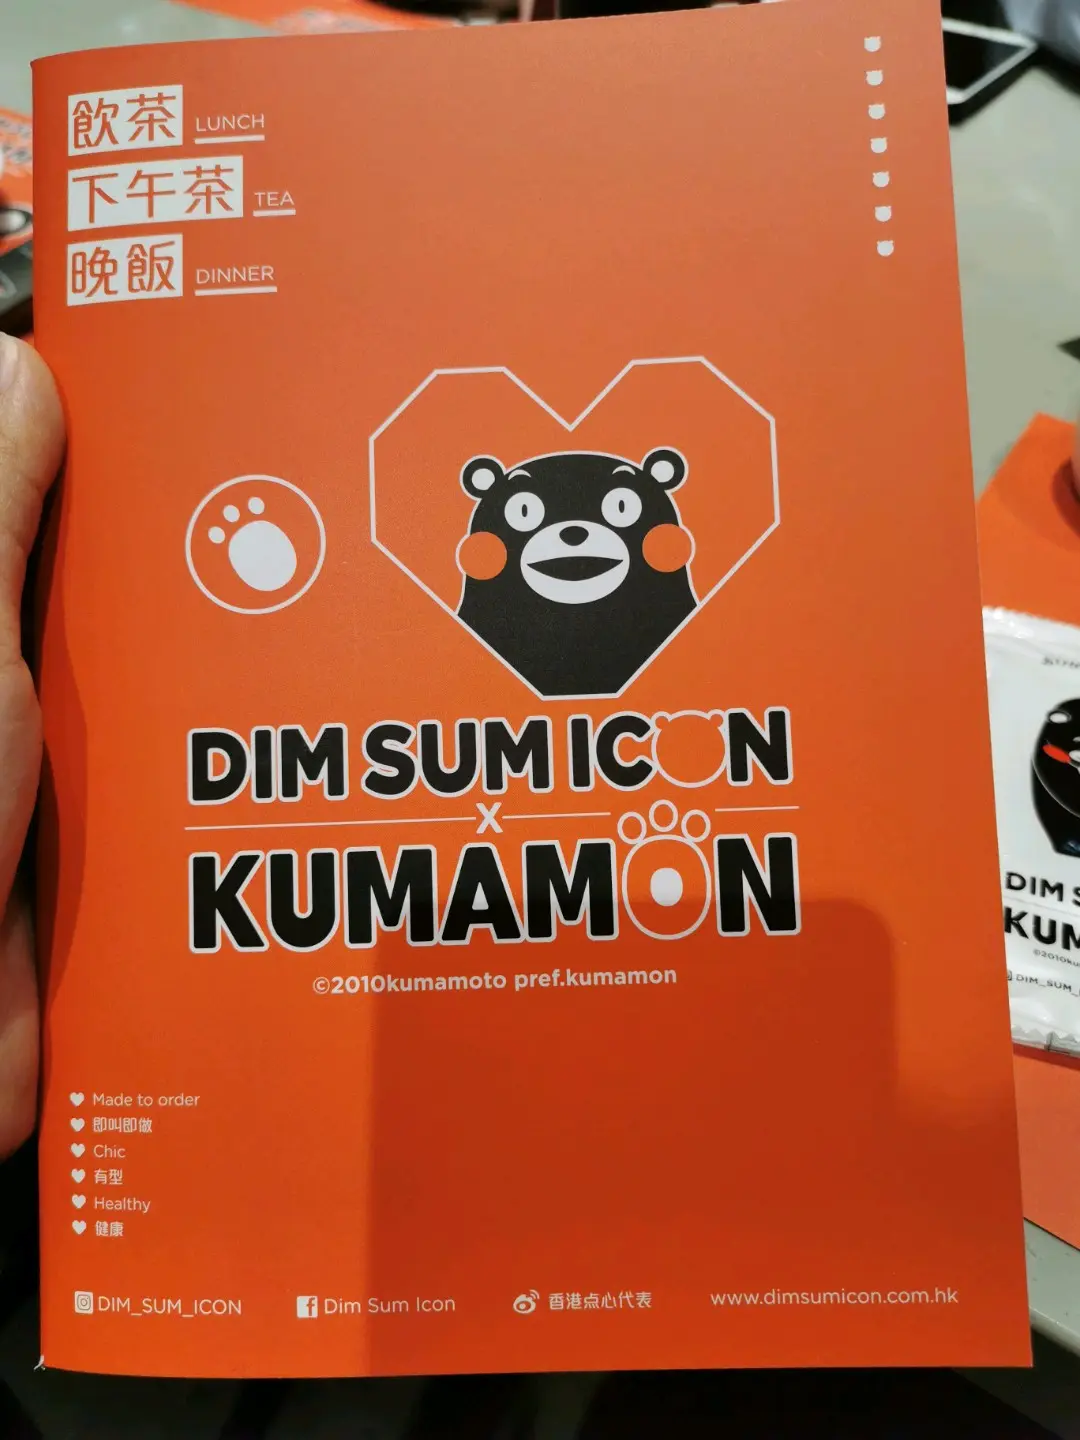 飲茶 LUNCH
下午茶 TEA
晚飯 DINNER
DIM SUM ICON
X
KUMAMON
©2010kumamoto pref.kumamon
Made to order
即叫即做
Chic
有型
Healthy
健康
DIM_SUM_ICON
Dim Sum Icon
香港点心代表
www.dimsumicon.com.hk
DIM S
KUM
©2010ku
DIM_SUM_